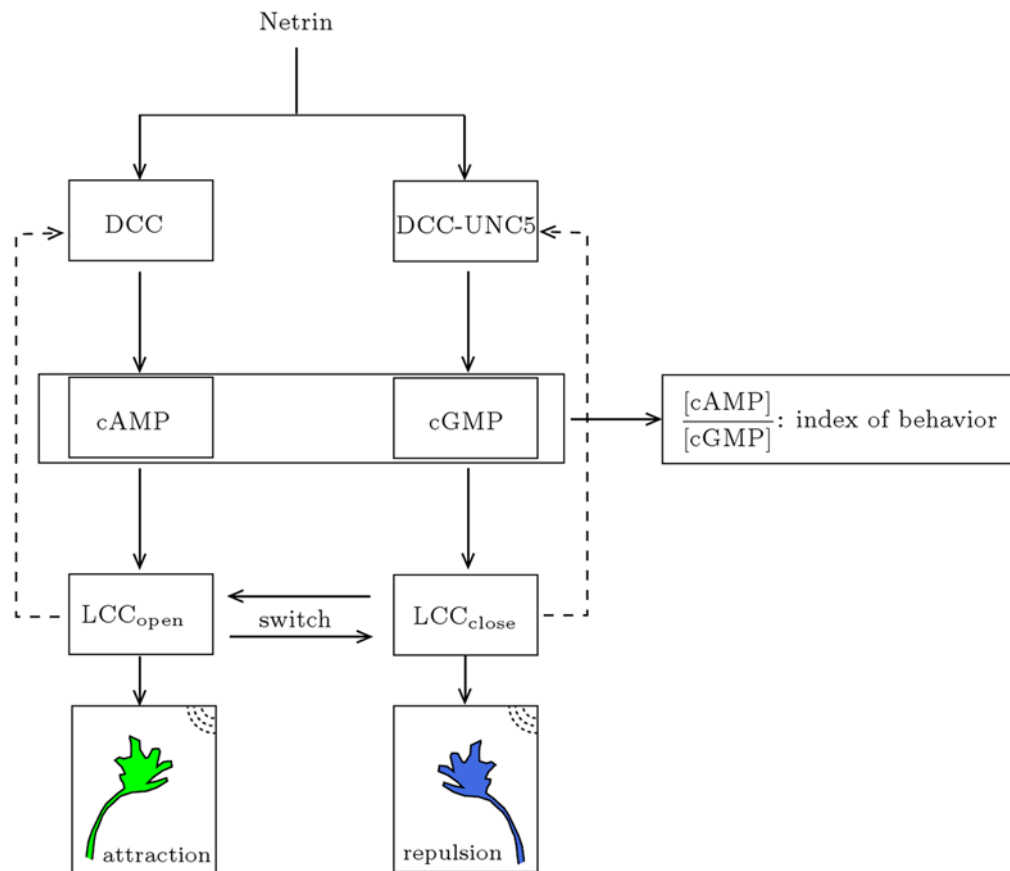 Netrin
DCC
DCC-UNC5
cAMP
cGMP
[cAMP]
[cGMP]
: index of behavior
LCCopen
switch
LCCclose
attraction
repulsion